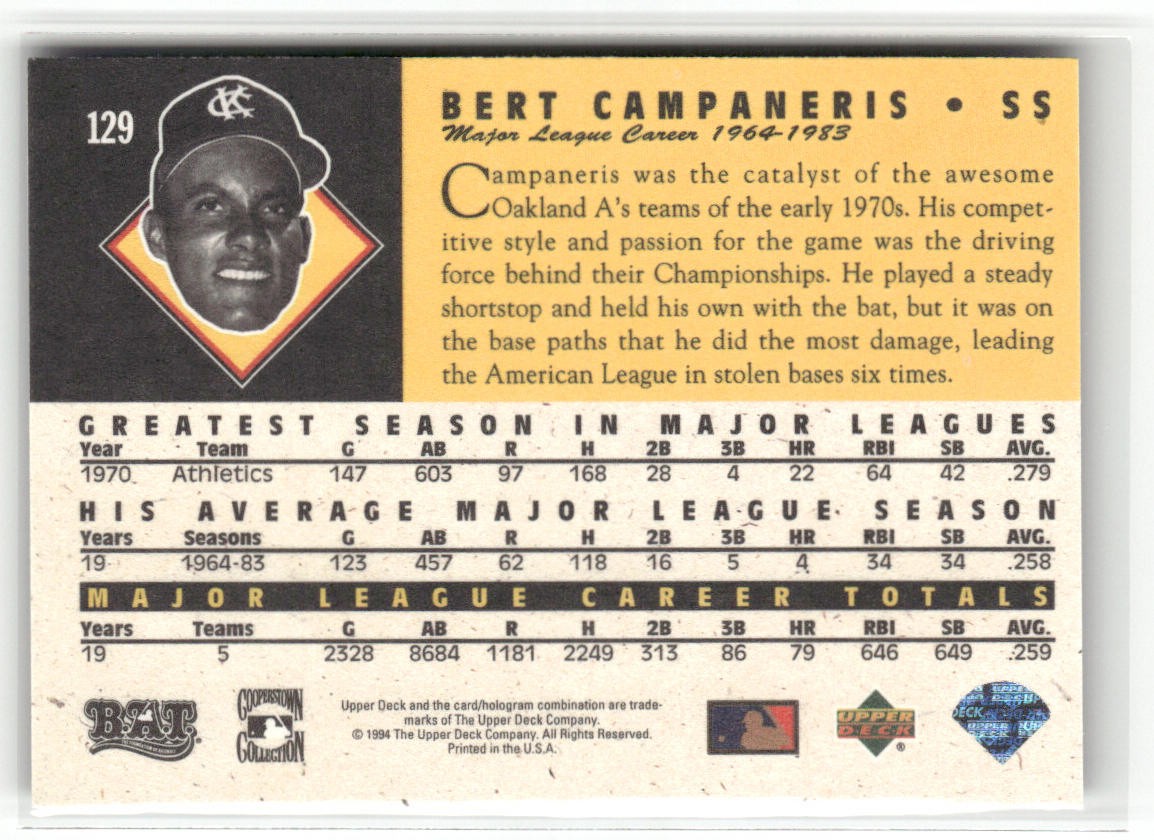 129
KC
BERT CAMPANERIS • SS
Major League Career 1964-1983
Campaneris was the catalyst of the awesome
Oakland A's teams of the early 1970s. His compet-
itive style and passion for the game was the driving
force behind their Championships. He played a steady
shortstop and held his own with the bat, but it was on
the base paths that he did the most damage, leading
the American League in stolen bases six times.
GREATEST SEASON IN MAJOR LEAGUES
Year Team G AB R H 2B 3B HR RBI SB AVG.
1970 Athletics 147 603 97 168 28 4 22 64 42 .279
HIS AVERAGE MAJOR LEAGUE SEASON
Years Seasons G AB R H 2B 3B HR RBI SB AVG.
19 1964-83 123 457 62 118 16 5 4 34 34 .258
MAJOR LEAGUE CAREER TOTALS
Years Teams G AB R H 2B 3B HR RBI SB AVG.
19 5 2328 8684 1181 2249 313 86 79 646 649 .259
B.A.T.
COOPERSTOWN
COLLECTION
Upper Deck and the card/hologram combination are trade-
marks of The Upper Deck Company.
© 1994 The Upper Deck Company. All Rights Reserved.
Printed in the U.S.A.
UPPER
DECK
®